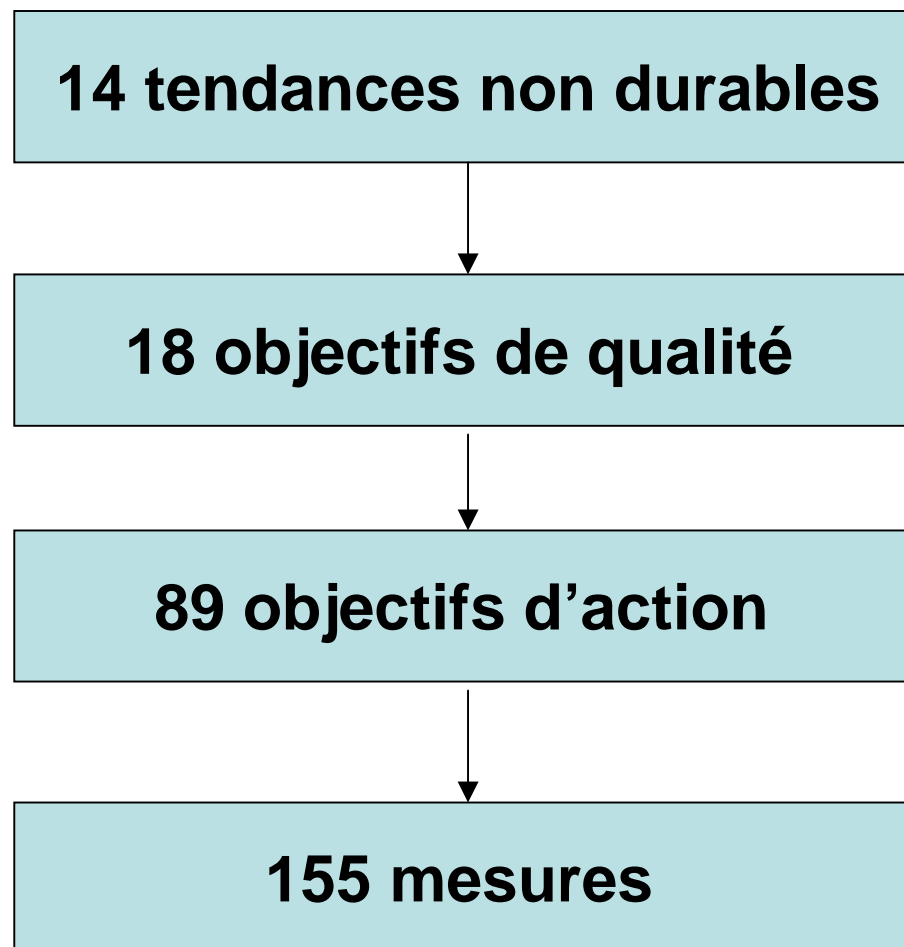 14 tendances non durables
18 objectifs de qualité
89 objectifs d’action
155 mesures